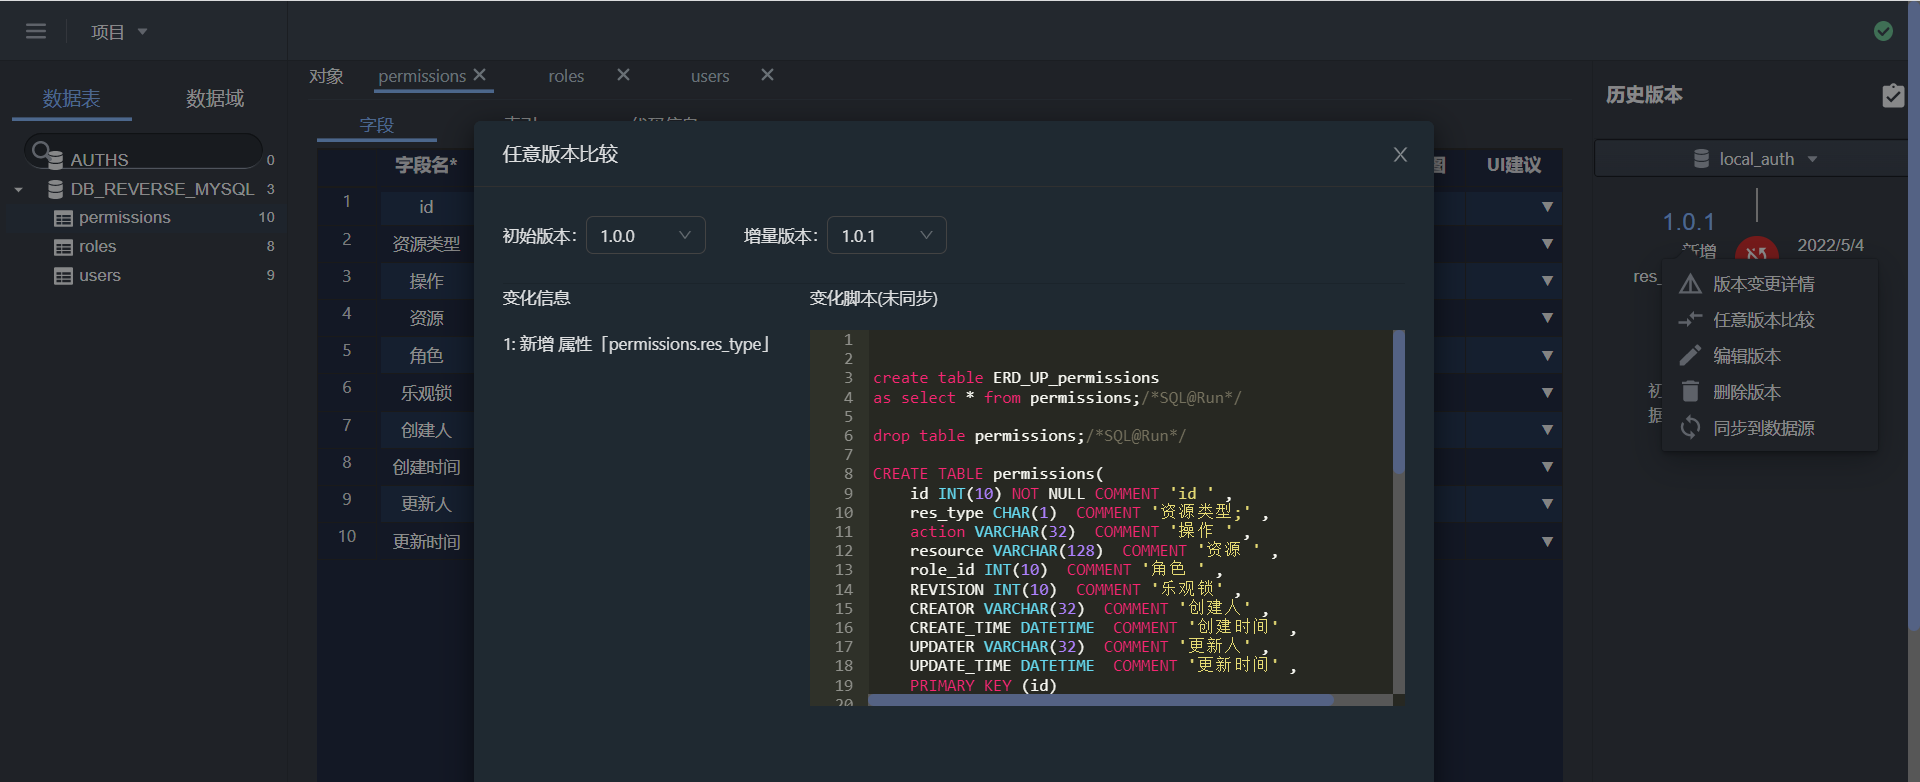 项目
数据表
数据域
AUTHS 0
DB_REVERSE_MYSQL 3
permissions 10
roles 8
users 9
对象
permissions
roles
users
字段
字段名*
UI建议
1 id
2 资源类型
3 操作
4 资源
5 角色
6 乐观锁
7 创建人
8 创建时间
9 更新人
10 更新时间
任意版本比较
初始版本: 1.0.0
增量版本: 1.0.1
变化信息
1: 新增 属性「permissions.res_type」
变化脚本(未同步)
1
2
3 create table ERD_UP_permissions
4 as select * from permissions;/*SQL@Run*/
5
6 drop table permissions;/*SQL@Run*/
7
8 CREATE TABLE permissions(
9 id INT(10) NOT NULL COMMENT 'id ' ,
10 res_type CHAR(1)  COMMENT '资源类型;' ,
11 action VARCHAR(32)  COMMENT '操作 ' ,
12 resource VARCHAR(128)  COMMENT '资源 ' ,
13 role_id INT(10)  COMMENT '角色 ' ,
14 REVISION INT(10)  COMMENT '乐观锁' ,
15 CREATOR VARCHAR(32)  COMMENT '创建人' ,
16 CREATE_TIME DATETIME  COMMENT '创建时间' ,
17 UPDATER VARCHAR(32)  COMMENT '更新人' ,
18 UPDATE_TIME DATETIME  COMMENT '更新时间' ,
19 PRIMARY KEY (id)
20
历史版本
local_auth
1.0.1
新增
2022/5/4
res_
版本变更详情
任意版本比较
编辑版本
删除版本
同步到数据源
初
据